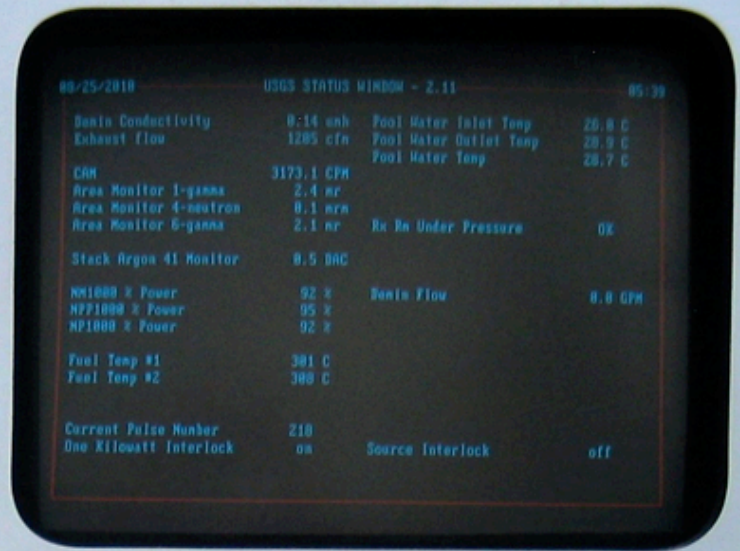 08/25/2010 USGS STATUS WINDOW - 2.11 05:39
Demin Conductivity 0.14 umh Pool Water Inlet Temp 26.0 C
Exhaust flow 1205 cfm Pool Water Outlet Temp 28.9 C
Pool Water Temp 28.7 C
CAM 3173.1 CPM
Area Monitor 1-gamma 2.4 mr
Area Monitor 4-neutron 0.1 mrm
Area Monitor 6-gamma 2.1 mr Rx Rm Under Pressure OK
Stack Argon 41 Monitor 0.5 DAC
NM1000 % Power 92 % Demin Flow 0.0 GPM
NPP1000 % Power 95 %
NP1000 % Power 92 %
Fuel Temp #1 301 C
Fuel Temp #2 300 C
Current Pulse Number 210
One Kilowatt Interlock on Source Interlock off